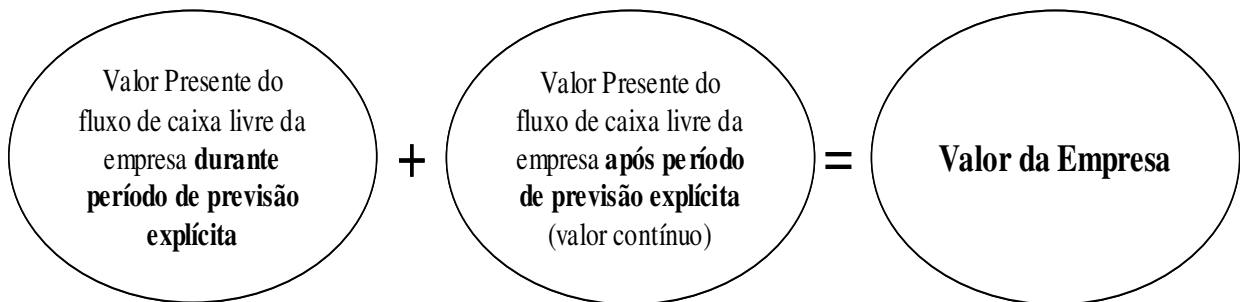 Valor Presente do
fluxo de caixa livre da
empresa durante
período de previsão
explícita
+
Valor Presente do
fluxo de caixa livre da
empresa após período
de previsão explícita
(valor contínuo)
=
Valor da Empresa